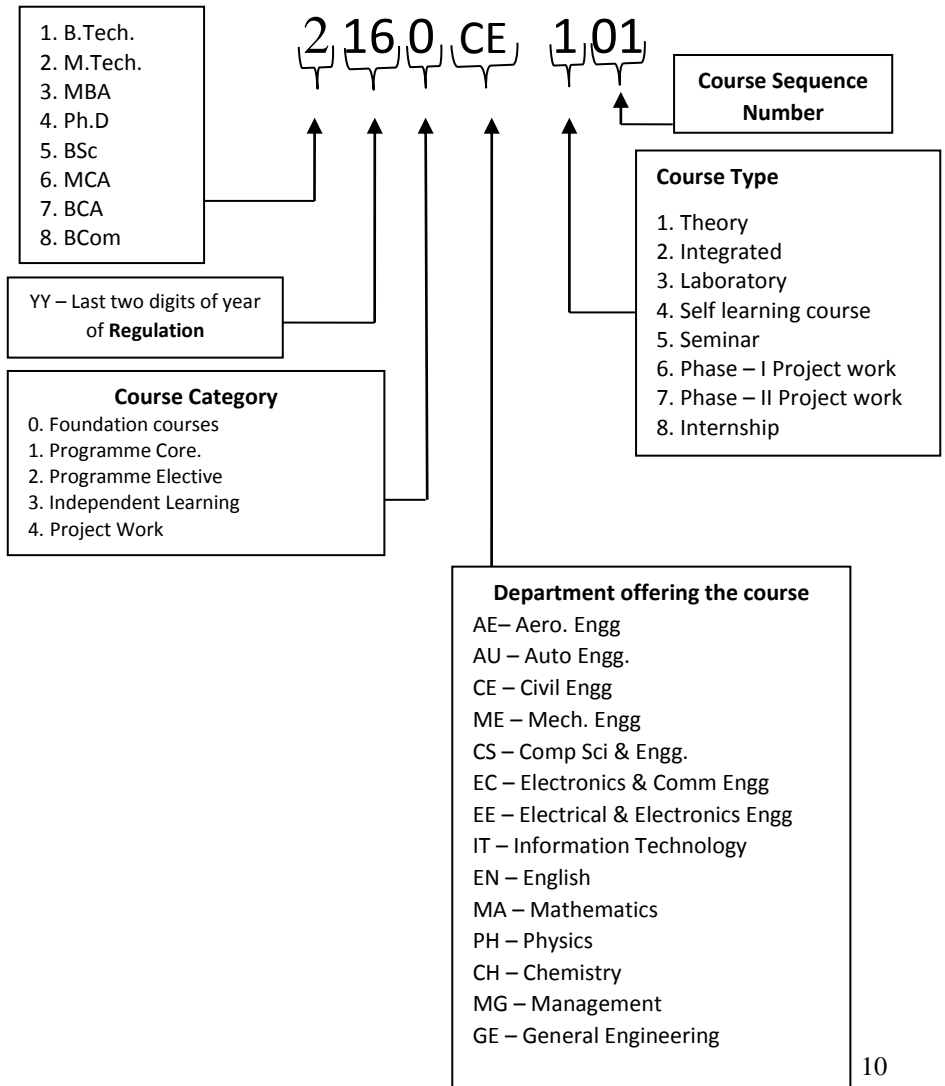 2 16 0 CE 1 01
1. B.Tech.
2. M.Tech.
3. MBA
4. Ph.D
5. BSc
6. MCA
7. BCA
8. BCom
Course Sequence
Number
Course Type
1. Theory
2. Integrated
3. Laboratory
4. Self learning course
5. Seminar
6. Phase – I Project work
7. Phase – II Project work
8. Internship
YY – Last two digits of year
of Regulation
Course Category
0. Foundation courses
1. Programme Core.
2. Programme Elective
3. Independent Learning
4. Project Work
Department offering the course
AE– Aero. Engg
AU – Auto Engg.
CE – Civil Engg
ME – Mech. Engg
CS – Comp Sci & Engg.
EC – Electronics & Comm Engg
EE – Electrical & Electronics Engg
IT – Information Technology
EN – English
MA – Mathematics
PH – Physics
CH – Chemistry
MG – Management
GE – General Engineering
10